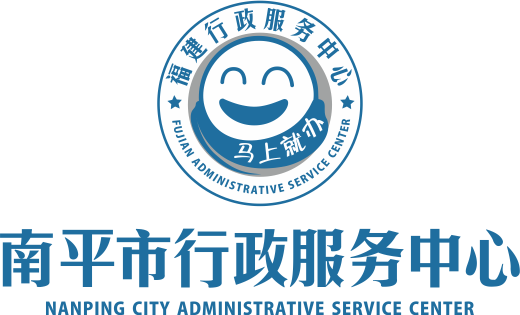 福建行政服务中心
马上就办
FUJIAN ADMINISTRATIVE SERVICE CENTER
南平市行政服务中心
NANPING CITY ADMINISTRATIVE SERVICE CENTER